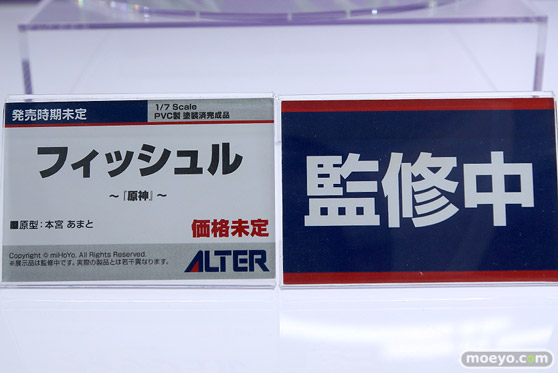 発売時期未定
1/7 Scale
PVC製 塗装済完成品
フィッシュル
～『原神』～
■原型：本宮 あまと
価格未定
Copyright © miHoYo. All Rights Reserved.
※展示品は監修中です。実際の製品とは若干異なります。
ALTER
監修中
moeyo.com